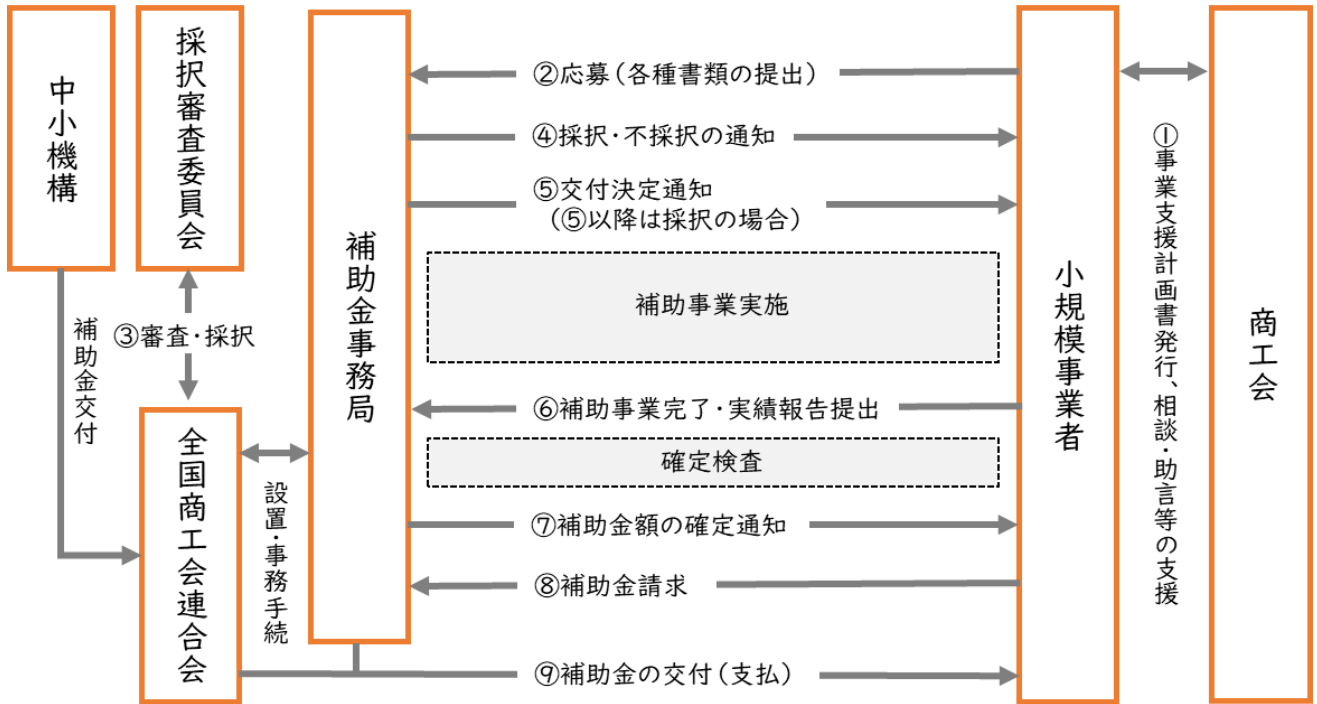 中小機構
採択審査委員会
補助金交付
③審査・採択
全国商工会連合会
設置・事務手続
補助金事務局
②応募(各種書類の提出)
④採択・不採択の通知
⑤交付決定通知
(⑤以降は採択の場合)
補助事業実施
⑥補助事業完了・実績報告提出
確定検査
⑦補助金額の確定通知
⑧補助金請求
⑨補助金の交付(支払)
小規模事業者
①事業支援計画書発行、相談・助言等の支援
商工会